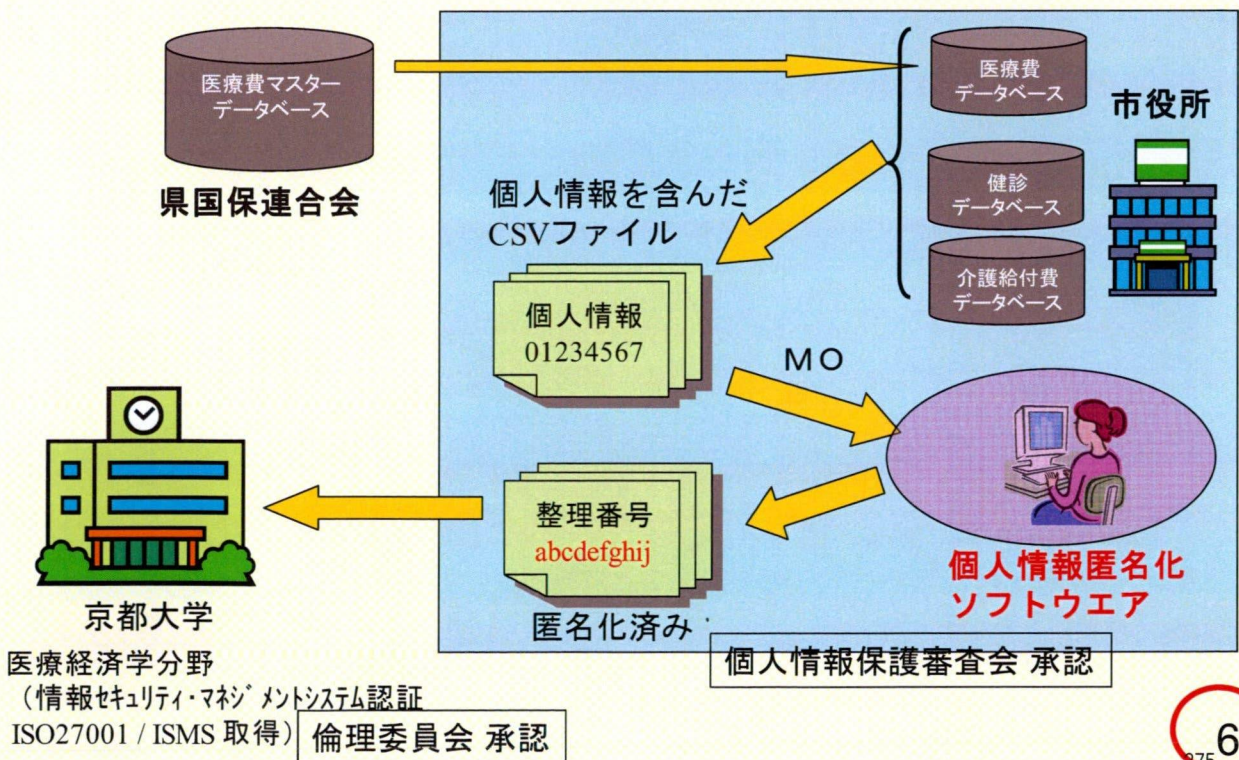 医療費マスター
データベース
県国保連合会
医療費
データベース
健診
データベース
介護給付費
データベース
市役所
個人情報を含んだ
CSVファイル
個人情報
01234567
MO
個人情報匿名化
ソフトウエア
整理番号
abcdefghij
匿名化済み
個人情報保護審査会 承認
京都大学
医療経済学分野
(情報セキュリティ・マネジメントシステム認証
ISO27001 / ISMS 取得)
倫理委員会 承認
6
275